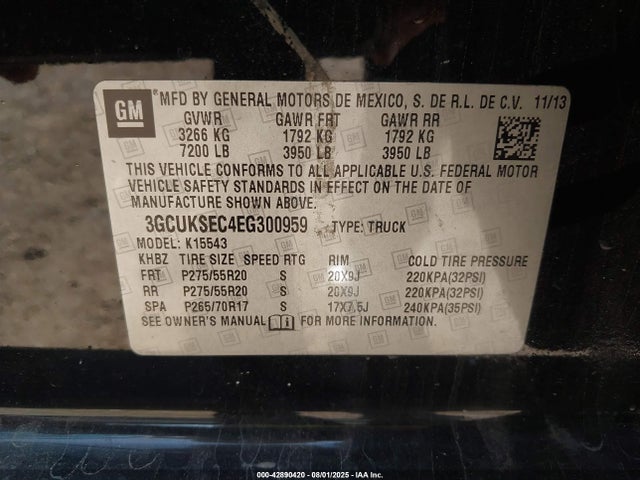 GM MFD BY GENERAL MOTORS DE MEXICO, S. DE R.L. DE C.V. 11/13
GVWR GAWR FRT GAWR RR
3266 KG 1792 KG 1792 KG
7200 LB 3950 LB 3950 LB
THIS VEHICLE CONFORMS TO ALL APPLICABLE U.S. FEDERAL MOTOR
VEHICLE SAFETY STANDARDS IN EFFECT ON THE DATE OF
MANUFACTURE SHOWN ABOVE.
3GCUKSEC4EG300959 TYPE: TRUCK
MODEL: K15543
KHBZ TIRE SIZE SPEED RTG RIM COLD TIRE PRESSURE
FRT P275/55R20 S 20X9J 220KPA(32PSI)
RR P275/55R20 S 20X9J 220KPA(32PSI)
SPA P265/70R17 S 17X7.5J 240KPA(35PSI)
SEE OWNER'S MANUAL FOR MORE INFORMATION.
000-42890420 - 08/01/2025 - IAA Inc.